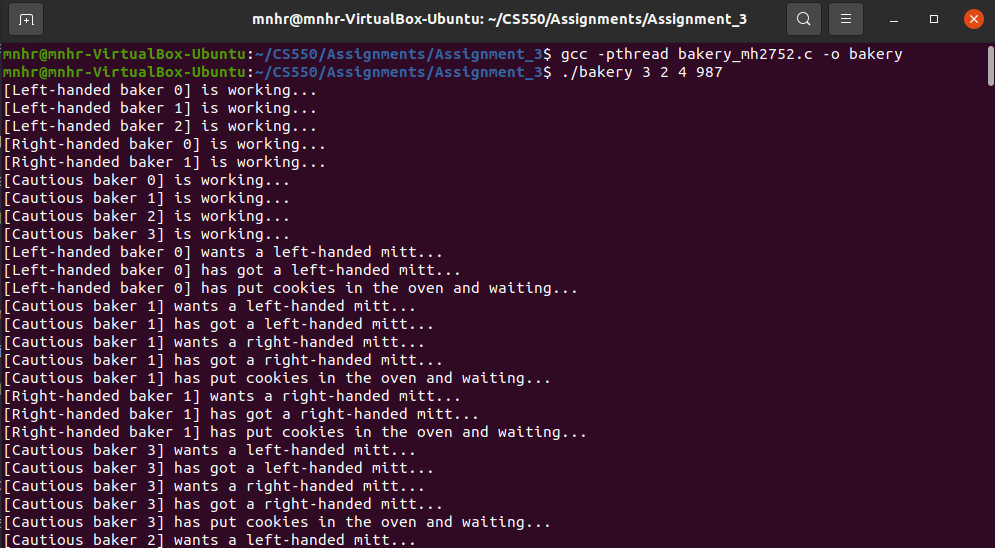 mnhr@mnhr-VirtualBox-Ubuntu: ~/CS550/Assignments/Assignment_3
mnhr@mnhr-VirtualBox-Ubuntu:~/CS550/Assignments/Assignment_3$ gcc -pthread bakery_mh2752.c -o bakery
mnhr@mnhr-VirtualBox-Ubuntu:~/CS550/Assignments/Assignment_3$ ./bakery 3 2 4 987
[Left-handed baker 0] is working...
[Left-handed baker 1] is working...
[Left-handed baker 2] is working...
[Right-handed baker 0] is working...
[Right-handed baker 1] is working...
[Cautious baker 0] is working...
[Cautious baker 1] is working...
[Cautious baker 2] is working...
[Cautious baker 3] is working...
[Left-handed baker 0] wants a left-handed mitt...
[Left-handed baker 0] has got a left-handed mitt...
[Left-handed baker 0] has put cookies in the oven and waiting...
[Cautious baker 1] wants a left-handed mitt...
[Cautious baker 1] has got a left-handed mitt...
[Cautious baker 1] wants a right-handed mitt...
[Cautious baker 1] has got a right-handed mitt...
[Cautious baker 1] has put cookies in the oven and waiting...
[Right-handed baker 1] wants a right-handed mitt...
[Right-handed baker 1] has got a right-handed mitt...
[Right-handed baker 1] has put cookies in the oven and waiting...
[Cautious baker 3] wants a left-handed mitt...
[Cautious baker 3] has got a left-handed mitt...
[Cautious baker 3] wants a right-handed mitt...
[Cautious baker 3] has got a right-handed mitt...
[Cautious baker 3] has put cookies in the oven and waiting...
[Cautious baker 2] wants a left-handed mitt...